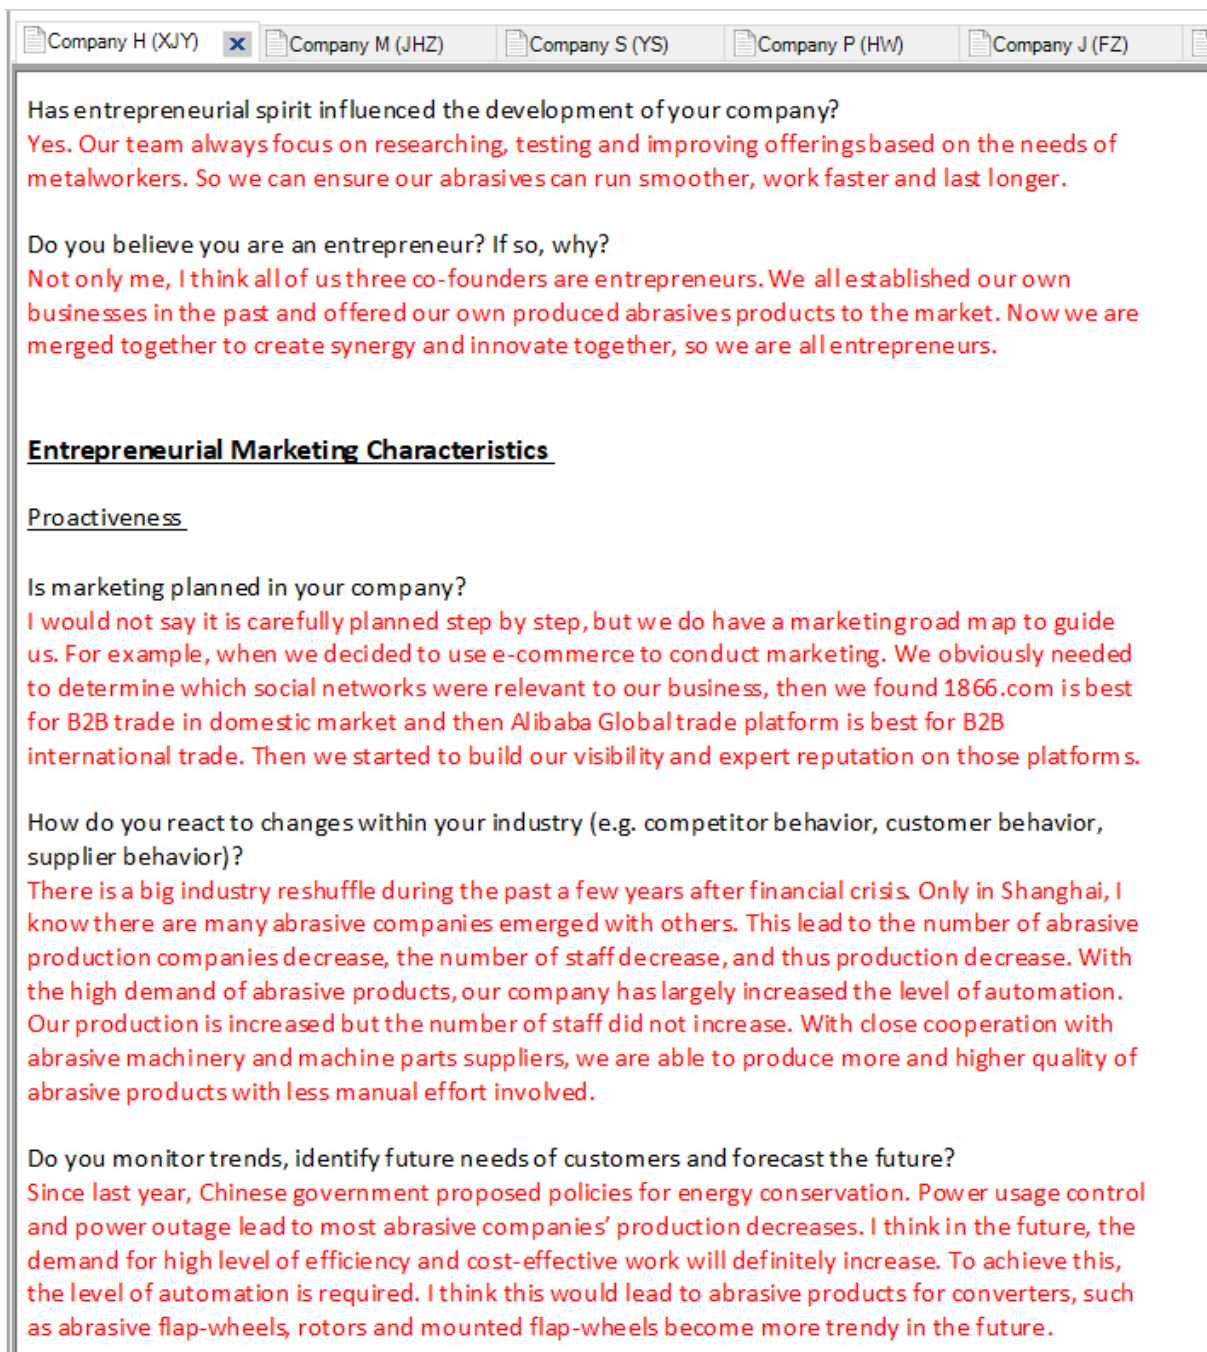 Company H (XJY)
Company M (JHZ)
Company S (YS)
Company P (HW)
Company J (FZ)
Has entrepreneurial spirit influenced the development of your company?
Yes. Our team always focus on researching, testing and improving offerings based on the needs of
metalworkers. So we can ensure our abrasives can run smoother, work faster and last longer.
Do you believe you are an entrepreneur? If so, why?
Not only me, I think all of us three co-founders are entrepreneurs. We all established our own
businesses in the past and offered our own produced abrasives products to the market. Now we are
merged together to create synergy and innovate together, so we are all entrepreneurs.
Entrepreneurial Marketing Characteristics
Proactiveness
Is marketing planned in your company?
I would not say it is carefully planned step by step, but we do have a marketing road map to guide
us. For example, when we decided to use e-commerce to conduct marketing. We obviously needed
to determine which social networks were relevant to our business, then we found 1866.com is best
for B2B trade in domestic market and then Alibaba Global trade platform is best for B2B
international trade. Then we started to build our visibility and expert reputation on those platforms.
How do you react to changes within your industry (e.g. competitor behavior, customer behavior,
supplier behavior)?
There is a big industry reshuffle during the past a few years after financial crisis. Only in Shanghai, I
know there are many abrasive companies emerged with others. This lead to the number of abrasive
production companies decrease, the number of staff decrease, and thus production decrease. With
the high demand of abrasive products, our company has largely increased the level of automation.
Our production is increased but the number of staff did not increase. With close cooperation with
abrasive machinery and machine parts suppliers, we are able to produce more and higher quality of
abrasive products with less manual effort involved.
Do you monitor trends, identify future needs of customers and forecast the future?
Since last year, Chinese government proposed policies for energy conservation. Power usage control
and power outage lead to most abrasive companies’ production decreases. I think in the future, the
demand for high level of efficiency and cost-effective work will definitely increase. To achieve this,
the level of automation is required. I think this would lead to abrasive products for converters, such
as abrasive flap-wheels, rotors and mounted flap-wheels become more trendy in the future.